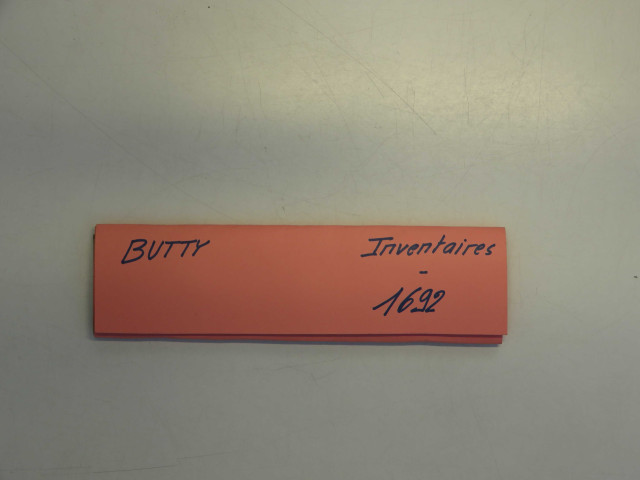 BUTTY
Inventaires
-
1692